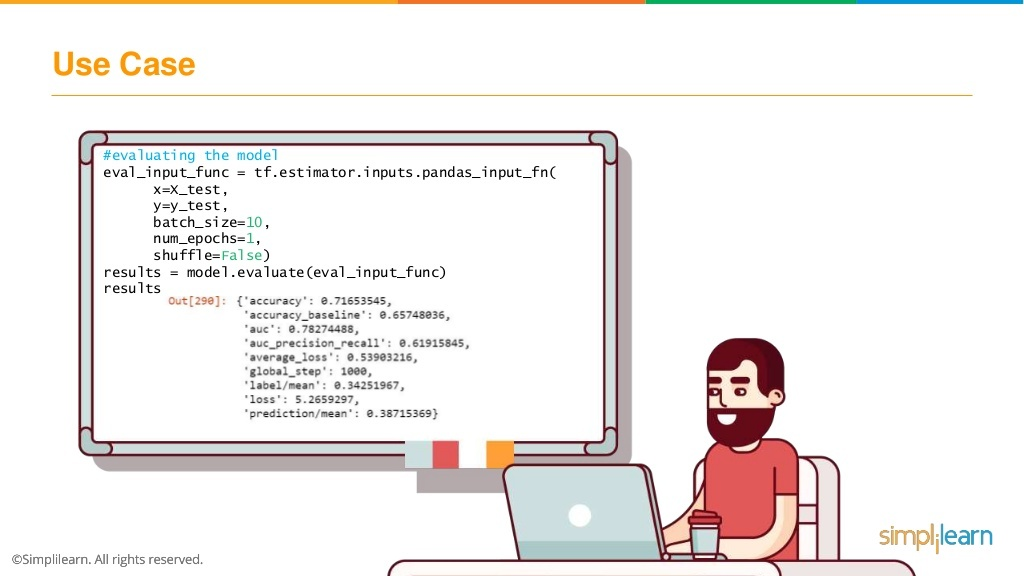 Use Case
#evaluating the model
eval_input_func = tf.estimator.inputs.pandas_input_fn(
x=X_test,
y=y_test,
batch_size=10,
num_epochs=1,
shuffle=False)
results = model.evaluate(eval_input_func)
results
Out[290]: {'accuracy': 0.71653545,
'accuracy_baseline': 0.65748036,
'auc': 0.78274488,
'auc_precision_recall': 0.61915845,
'average_loss': 0.53903216,
'global_step': 1000,
'label/mean': 0.34251967,
'loss': 5.2659297,
'prediction/mean': 0.38715369}
simplilearn
©Simplilearn. All rights reserved.